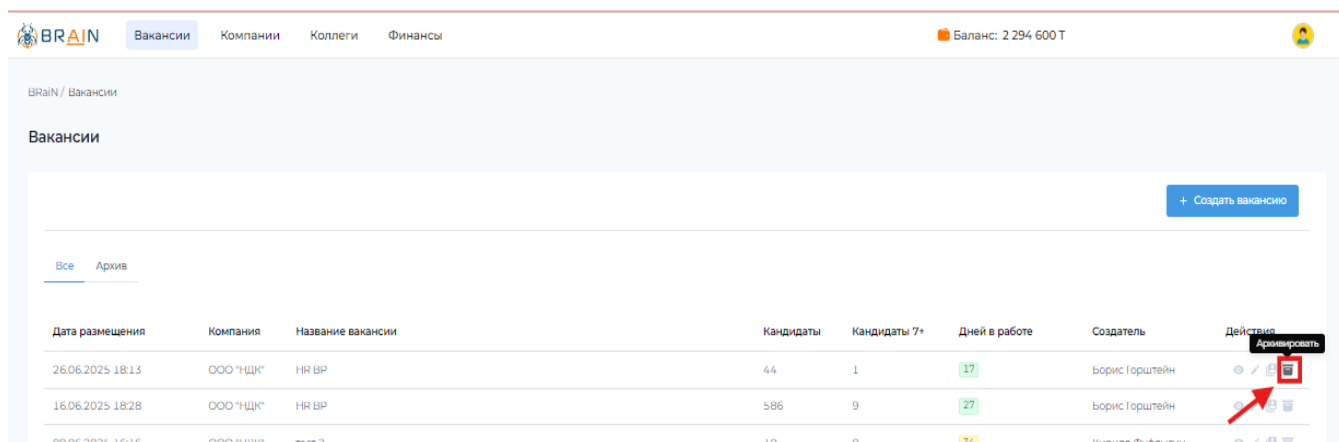 BRAIN Вакансии Компании Коллеги Финансы Баланс: 2 294 600 Т
BRaiN / Вакансии
Вакансии
+ Создать вакансию
Все Архив
Дата размещения Компания Название вакансии Кандидаты Кандидаты 7+ Дней в работе Создатель Действия
Архивировать
26.06.2025 18:13 ООО "НДК" HR BP 44 1 17 Борис Горштейн
16.06.2025 18:28 ООО "НДК" HR BP 586 9 27 Борис Горштейн